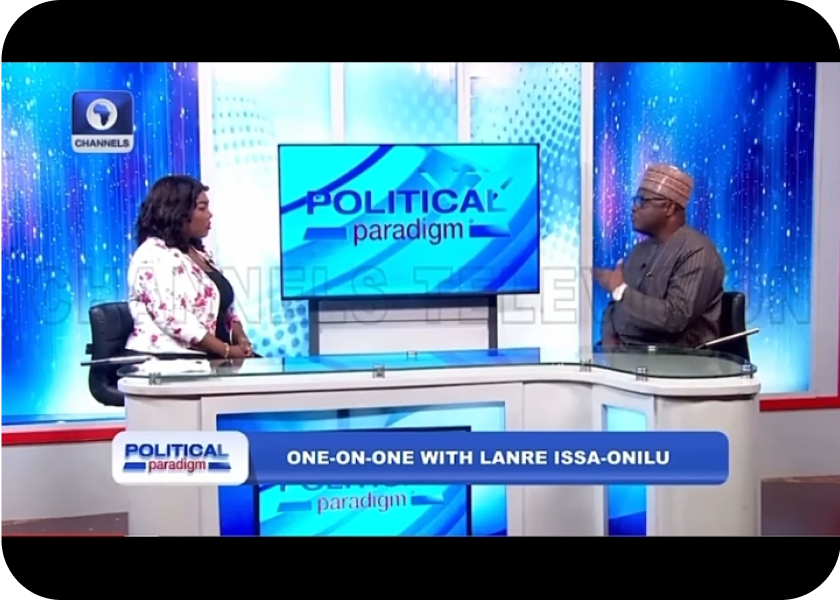 CHANNELS
POLITICAL
paradigm
CHANNELS TELEVISION
POLITICAL
paradigm
ONE-ON-ONE WITH LANRE ISSA-ONILU
paradigm